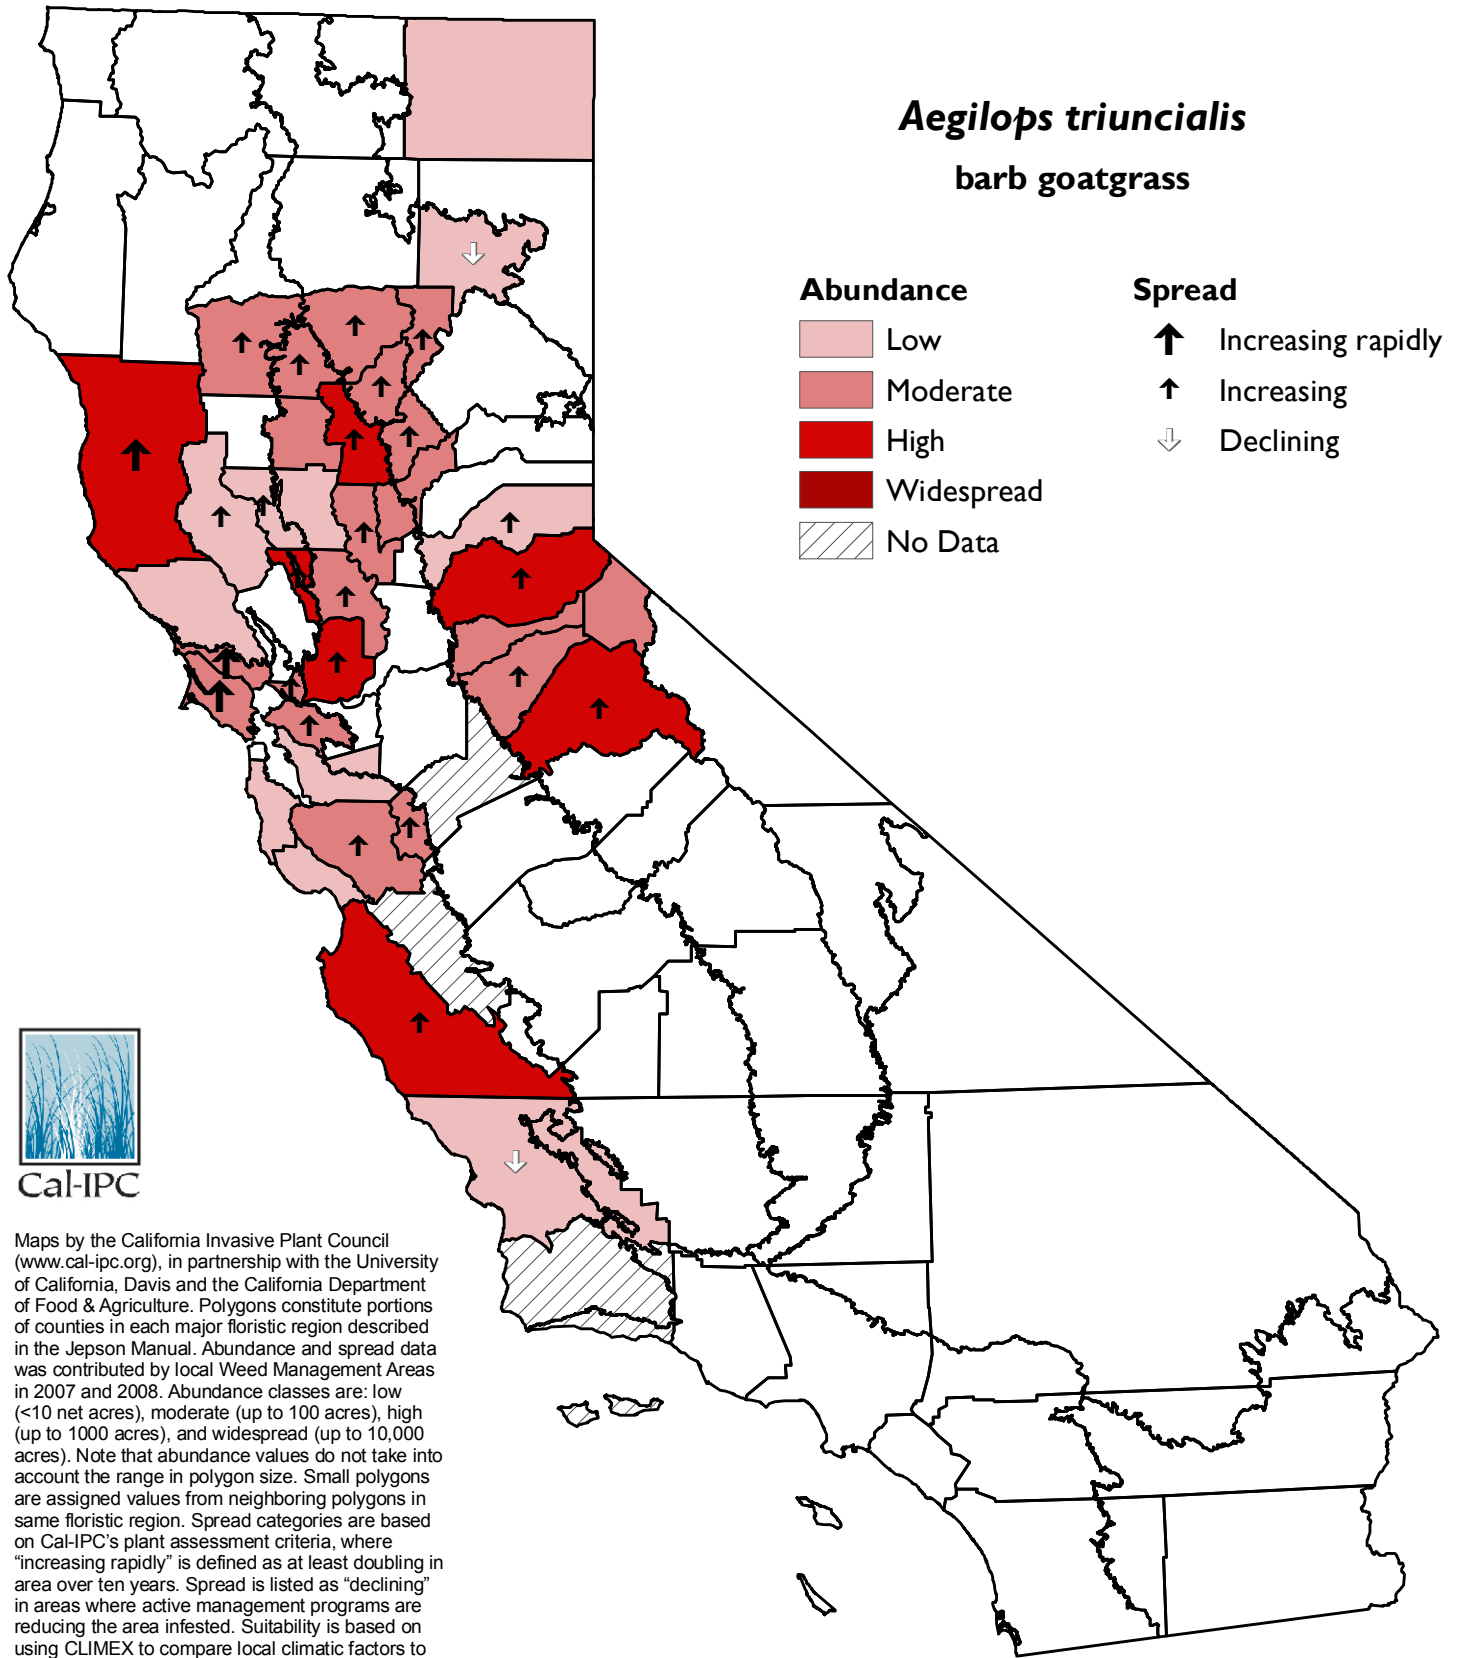 Aegilops triuncialis
barb goatgrass
Abundance
Low
Moderate
High
Widespread
No Data
Spread
Increasing rapidly
Increasing
Declining
Cal-IPC
Maps by the California Invasive Plant Council
(www.cal-ipc.org), in partnership with the University
of California, Davis and the California Department
of Food & Agriculture. Polygons constitute portions
of counties in each major floristic region described
in the Jepson Manual. Abundance and spread data
was contributed by local Weed Management Areas
in 2007 and 2008. Abundance classes are: low
(<10 net acres), moderate (up to 100 acres), high
(up to 1000 acres), and widespread (up to 10,000
acres). Note that abundance values do not take into
account the range in polygon size. Small polygons
are assigned values from neighboring polygons in
same floristic region. Spread categories are based
on Cal-IPC's plant assessment criteria, where
“increasing rapidly” is defined as at least doubling in
area over ten years. Spread is listed as “declining”
in areas where active management programs are
reducing the area infested. Suitability is based on
using CLIMEX to compare local climatic factors to